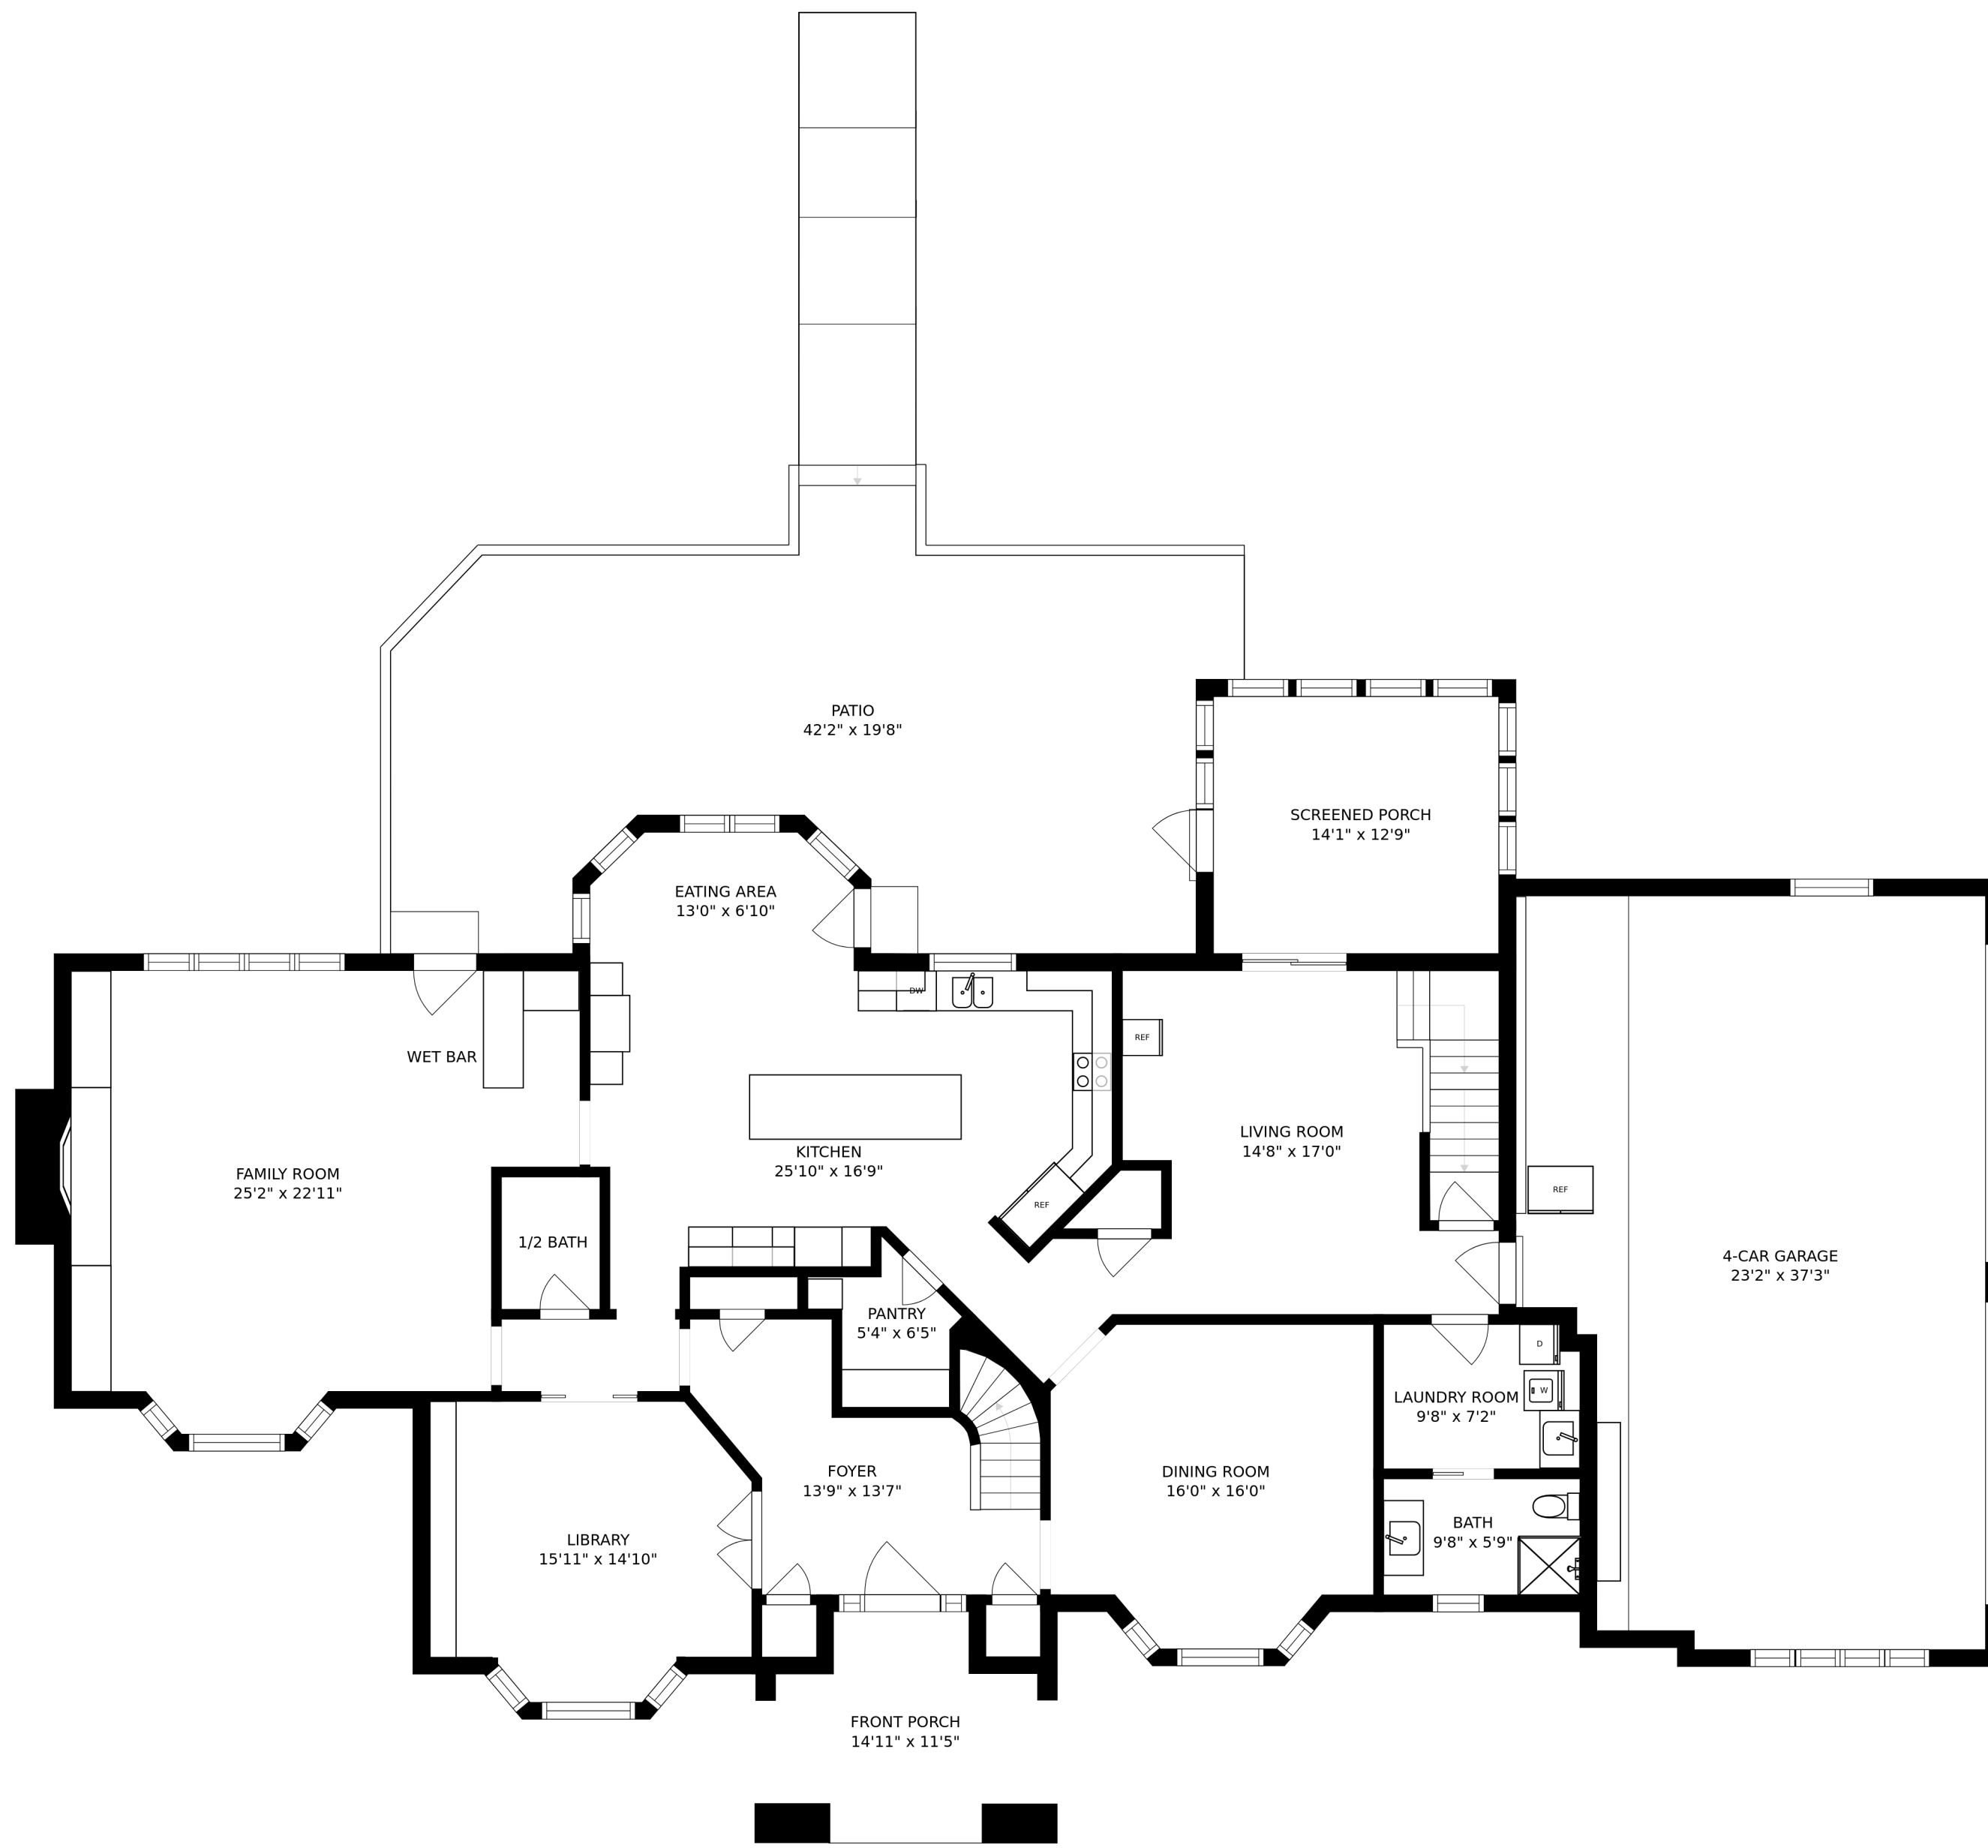 PATIO
42'2" x 19'8"
SCREENED PORCH
14'1" x 12'9"
EATING AREA
13'0" x 6'10"
DW
REF
WET BAR
LIVING ROOM
14'8" x 17'0"
KITCHEN
25'10" x 16'9"
FAMILY ROOM
25'2" x 22'11"
REF
REF
1/2 BATH
4-CAR GARAGE
23'2" x 37'3"
PANTRY
5'4" x 6'5"
D
W
LAUNDRY ROOM
9'8" x 7'2"
FOYER
13'9" x 13'7"
DINING ROOM
16'0" x 16'0"
BATH
9'8" x 5'9"
LIBRARY
15'11" x 14'10"
FRONT PORCH
14'11" x 11'5"